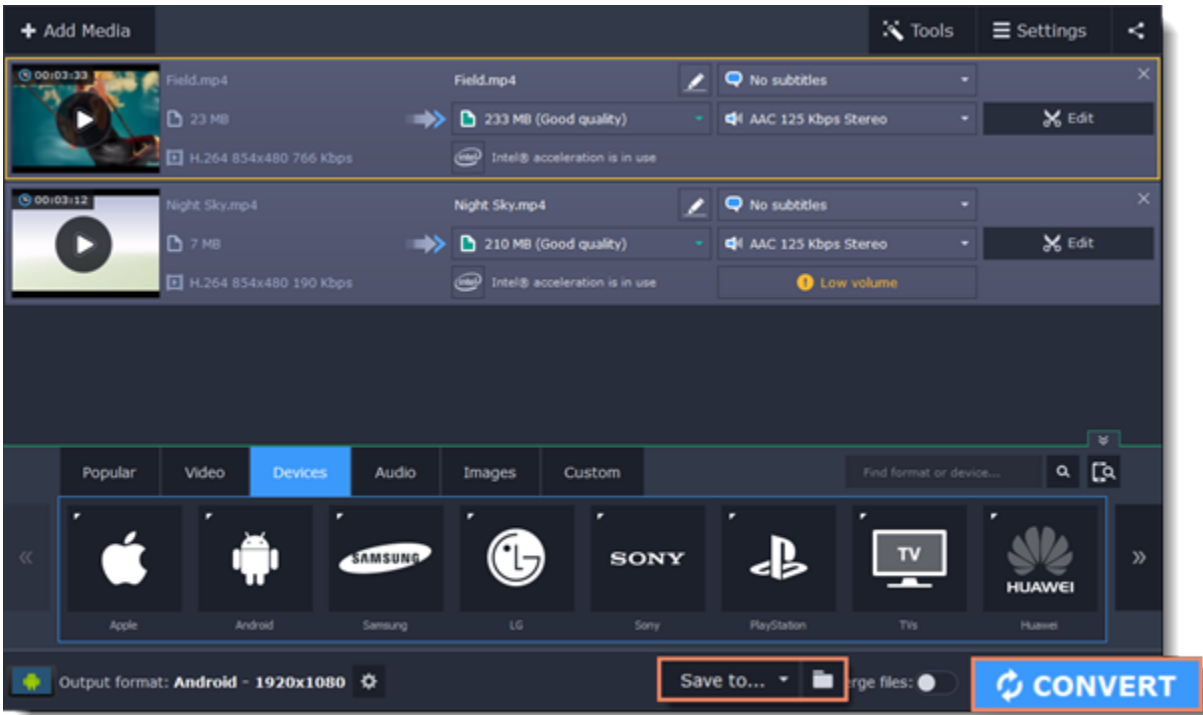 Add Media
Tools
Settings
00:03:33
Field.mp4
Field.mp4
No subtitles
23 MB
233 MB (Good quality)
AAC 125 Kbps Stereo
Edit
H.264 854x480 766 Kbps
intel
Intel® acceleration is in use
00:03:12
Night Sky.mp4
Night Sky.mp4
No subtitles
7 MB
210 MB (Good quality)
AAC 125 Kbps Stereo
Edit
H.264 854x480 190 Kbps
intel
Intel® acceleration is in use
Low volume
Popular
Video
Devices
Audio
Images
Custom
Find format or device...
SAMSUNG
SONY
TV
HUAWEI
Apple
Android
Samsung
LG
Sony
PlayStation
TVs
Huawei
Output format: Android - 1920x1080
Save to...
rge files:
CONVERT